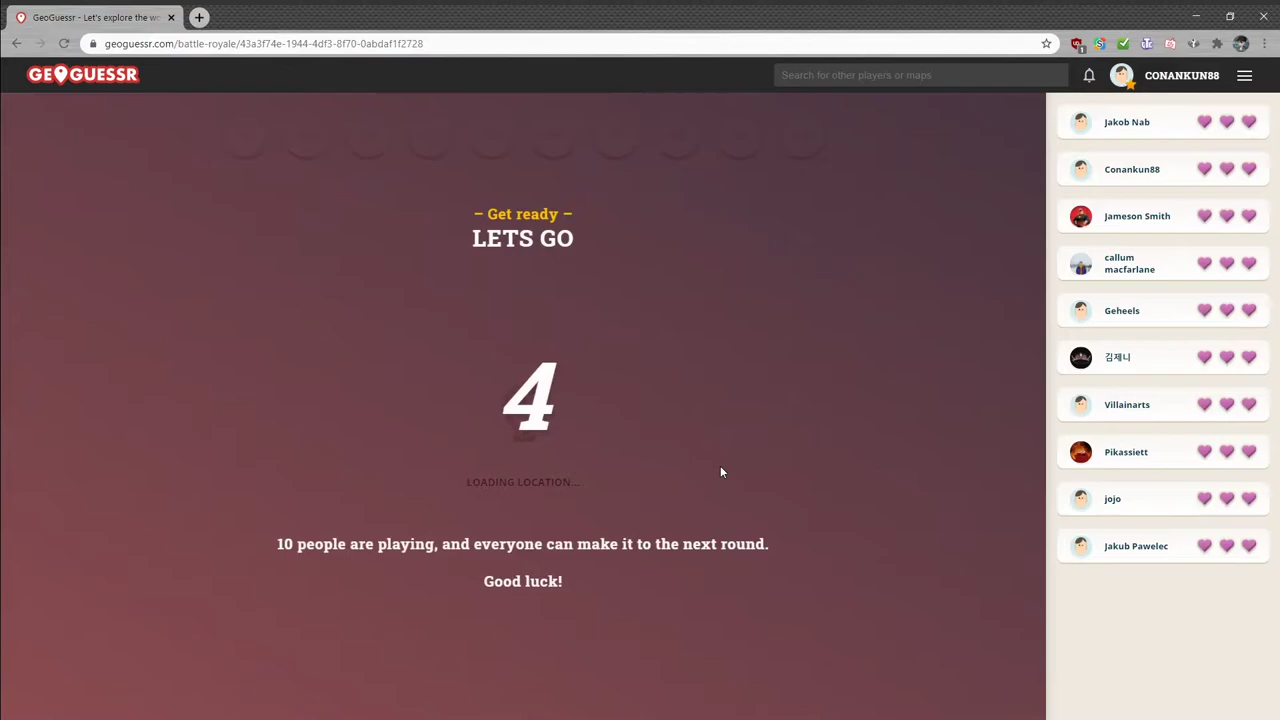 GeoGuessr - Let's explore the wo
geoguessr.com/battle-royale/43a3f74e-1944-4df3-8f70-0abdaf1f2728
1
GEOGUESSR
Search for other players or maps
CONANKUN88
– Get ready –
LETS GO
4
LOADING LOCATION...
10 people are playing, and everyone can make it to the next round.
Good luck!
Jakob Nab
Conankun88
Jameson Smith
callum
macfarlane
Geheels
김제니
Villainarts
Pikassiett
jojo
Jakub Pawelec